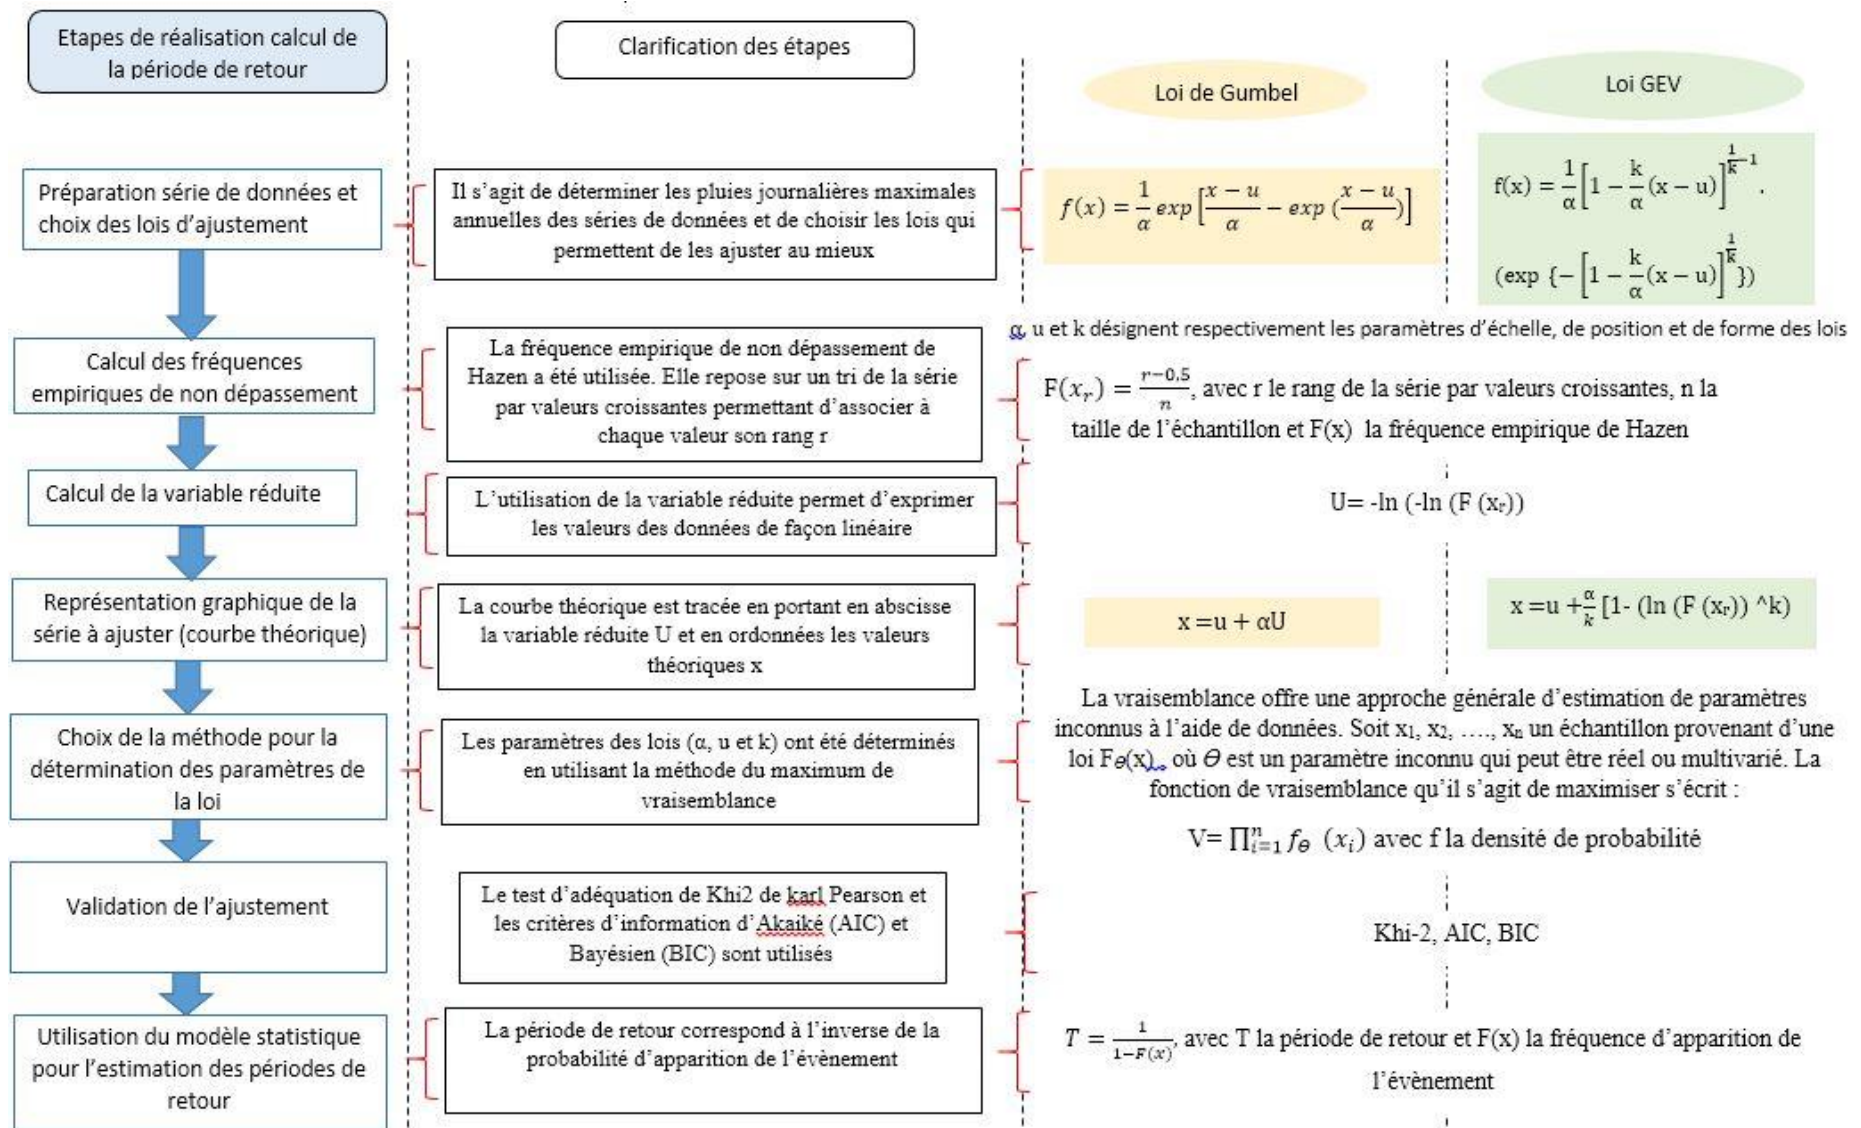 Etapes de réalisation calcul de
la période de retour
Clarification des étapes
Loi de Gumbel
Loi GEV
Préparation série de données et
choix des lois d'ajustement
Il s'agit de déterminer les pluies journalières maximales
annuelles des séries de données et de choisir les lois qui
permettent de les ajuster au mieux
f(x) = 1/α exp [x − u/α − exp (x − u/α)]
f(x) = 1/α [1 − k/α (x − u)]^(1/k −1) .
(exp {− [1 − k/α (x − u)]^(1/k) })
α, u et k désignent respectivement les paramètres d'échelle, de position et de forme des lois
Calcul des fréquences
empiriques de non dépassement
La fréquence empirique de non dépassement de
Hazen a été utilisée. Elle repose sur un tri de la série
par valeurs croissantes permettant d'associer à
chaque valeur son rang r
F(xᵣ) = r−0,5/n, avec r le rang de la série par valeurs croissantes, n la
taille de l'échantillon et F(x) la fréquence empirique de Hazen
Calcul de la variable réduite
L'utilisation de la variable réduite permet d'exprimer
les valeurs des données de façon linéaire
U= -ln (-ln (F (xᵣ))
Représentation graphique de la
série à ajuster (courbe théorique)
La courbe théorique est tracée en portant en abscisse
la variable réduite U et en ordonnées les valeurs
théoriques x
x =u + αU
x =u + α/k [1- (ln (F (xᵣ)) ^k)
Choix de la méthode pour la
détermination des paramètres de
la loi
Les paramètres des lois (α, u et k) ont été déterminés
en utilisant la méthode du maximum de
vraisemblance
La vraisemblance offre une approche générale d'estimation de paramètres
inconnus à l'aide de données. Soit x₁, x₂, …., xₙ un échantillon provenant d'une
loi F_Θ(x) où Θ est un paramètre inconnu qui peut être réel ou multivarié. La
fonction de vraisemblance qu'il s'agit de maximiser s'écrit :
V= ∏ⁿᵢ₌₁ f_θ (xᵢ) avec f la densité de probabilité
Validation de l'ajustement
Le test d'adéquation de Khi2 de karl Pearson et
les critères d'information d'Akaiké (AIC) et
Bayésien (BIC) sont utilisés
Khi-2, AIC, BIC
Utilisation du modèle statistique
pour l'estimation des périodes de
retour
La période de retour correspond à l'inverse de la
probabilité d'apparition de l'évènement
T = 1/1−F(x), avec T la période de retour et F(x) la fréquence d'apparition de
l'évènement